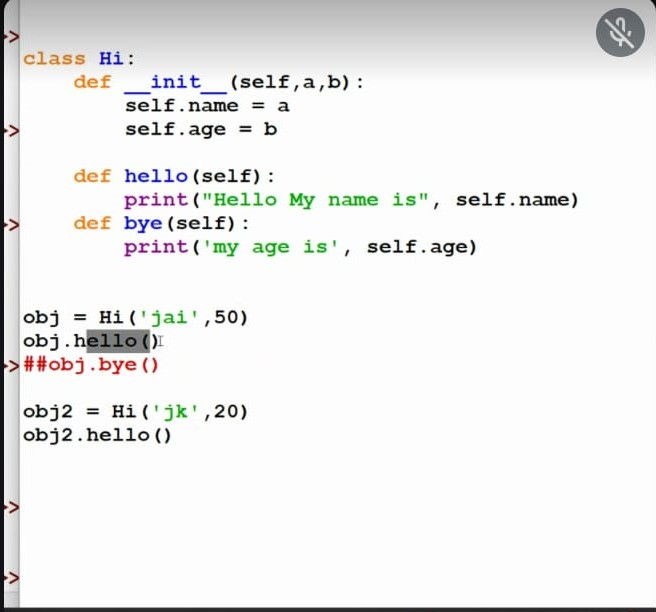 class Hi:
    def __init__(self,a,b):
        self.name = a
        self.age = b
    def hello(self):
        print("Hello My name is", self.name)
    def bye(self):
        print('my age is', self.age)
obj = Hi('jai',50)
obj.hello()
##obj.bye()
obj2 = Hi('jk',20)
obj2.hello()